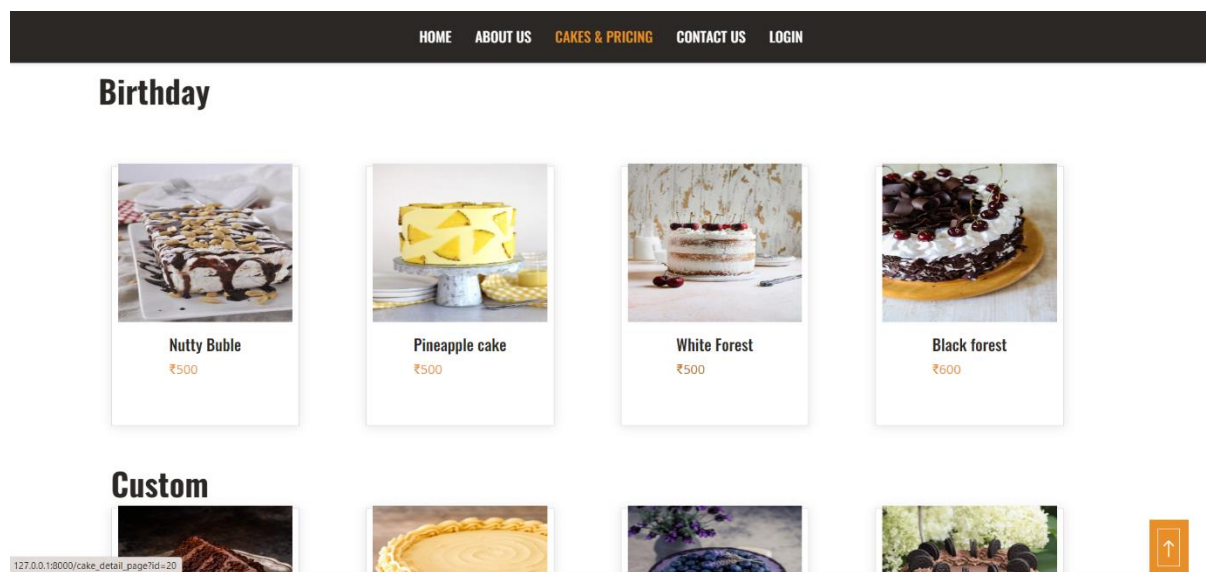 HOME ABOUT US CAKES & PRICING CONTACT US LOGIN
Birthday
Nutty Buble Pineapple cake White Forest Black forest
₹500 ₹500 ₹500 ₹600
Custom
127.0.0.1:8000/cake_detail_page?id=20